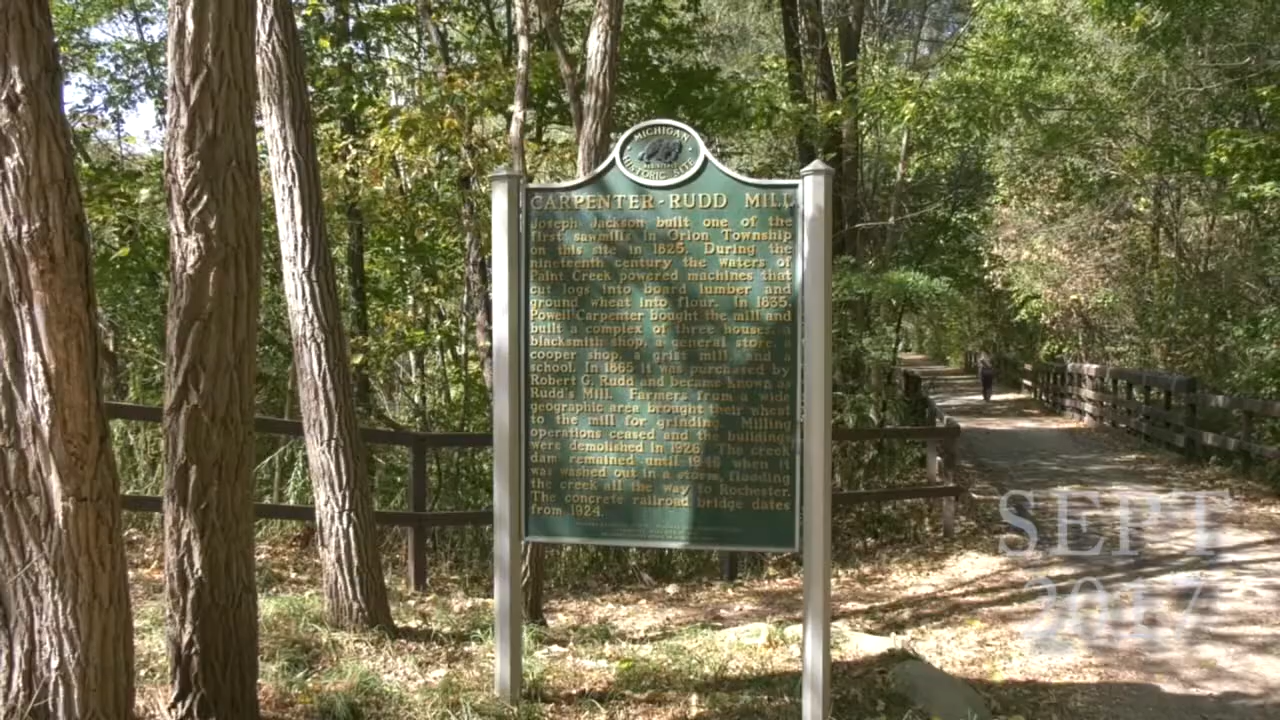 MICHIGAN
REGISTERED
HISTORIC SITE
CARPENTER-RUDD MILL
Joseph Jackson built one of the
first sawmills in Orion Township
on this site in 1825. During the
nineteenth century the waters of
Paint Creek powered machines that
cut logs into board lumber and
ground wheat into flour. In 1835,
Powell Carpenter bought the mill and
built a complex of three houses, a
blacksmith shop, a general store, a
cooper shop, a grist mill, and a
school. In 1865 it was purchased by
Robert G. Rudd and became known as
Rudd's Mill. Farmers from a wide
geographic area brought their wheat
to the mill for grinding. Milling
operations ceased and the buildings
were demolished in 1926. The creek
dam remained until 1946 when it
was washed out in a storm, flooding
the creek all the way to Rochester.
The concrete railroad bridge dates
from 1924.
SEPT
2017